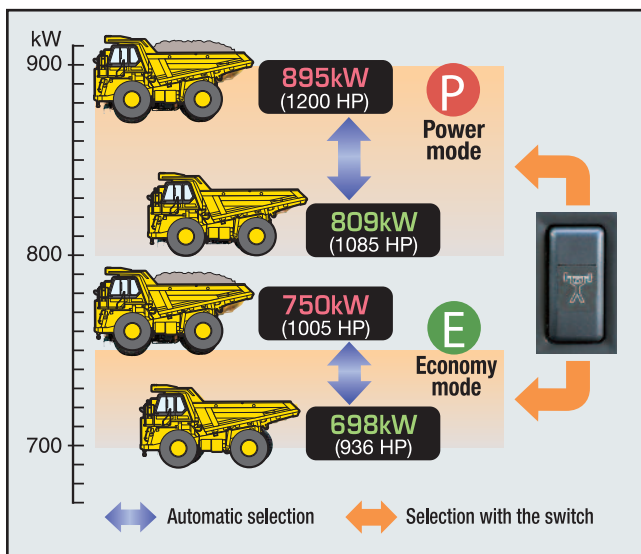 kW
900
800
700
895kW
(1200 HP)
P
Power
mode
809kW
(1085 HP)
750kW
(1005 HP)
E
Economy
mode
698kW
(936 HP)
Automatic selection
Selection with the switch